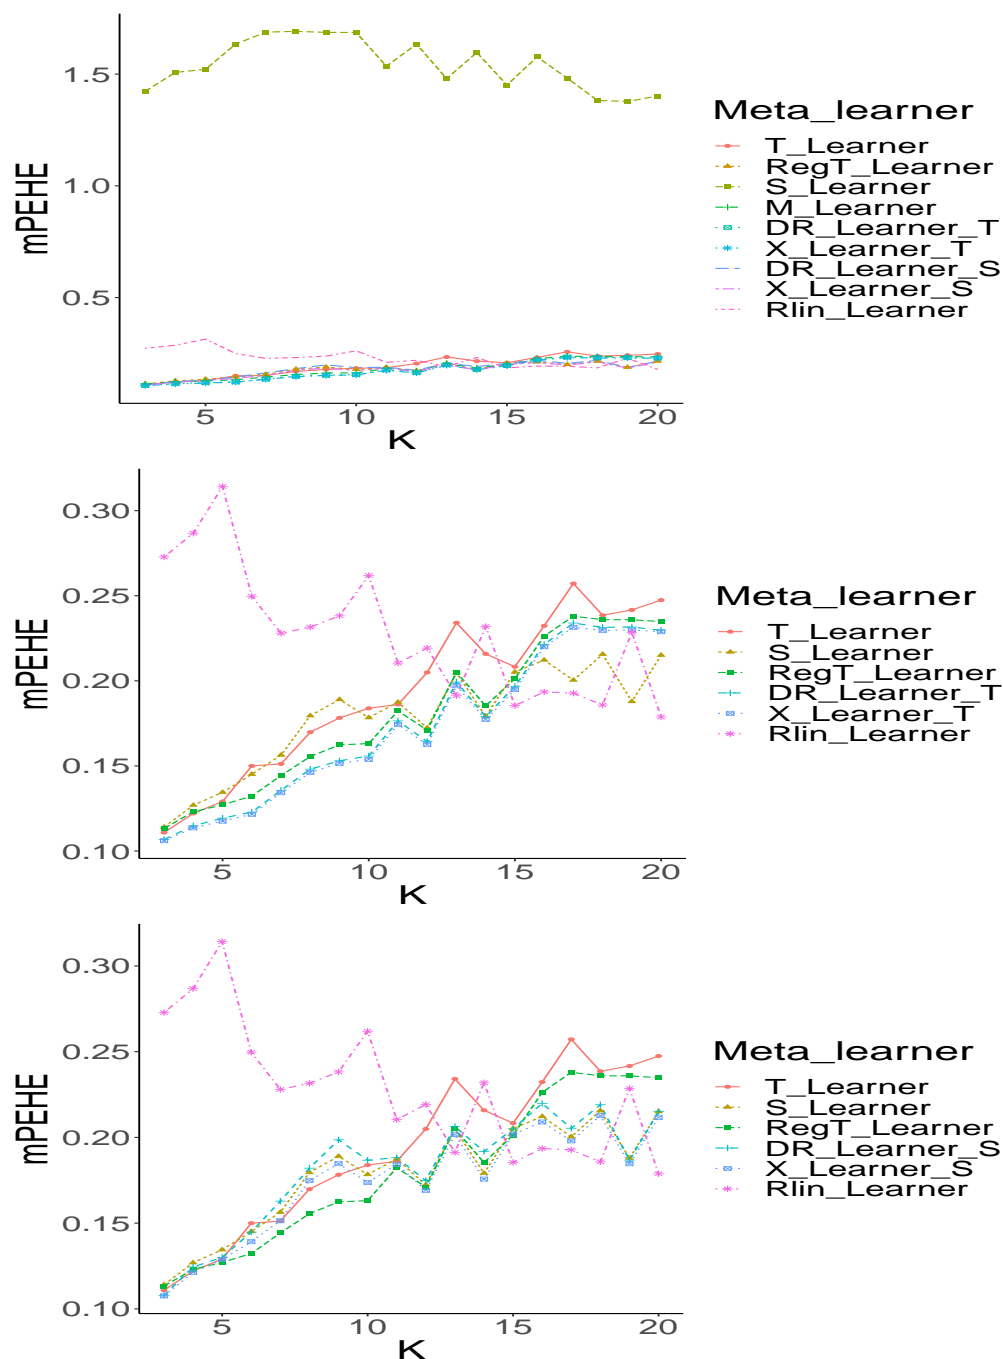 mPEHE
1.5
1.0
0.5
5
10
15
20
K
Meta_learner
T_Learner
RegT_Learner
S_Learner
M_Learner
DR_Learner_T
X_Learner_T
DR_Learner_S
X_Learner_S
Rlin_Learner
mPEHE
0.30
0.25
0.20
0.15
0.10
5
10
15
20
K
Meta_learner
T_Learner
S_Learner
RegT_Learner
DR_Learner_T
X_Learner_T
Rlin_Learner
mPEHE
0.30
0.25
0.20
0.15
0.10
5
10
15
20
K
Meta_learner
T_Learner
S_Learner
RegT_Learner
DR_Learner_S
X_Learner_S
Rlin_Learner